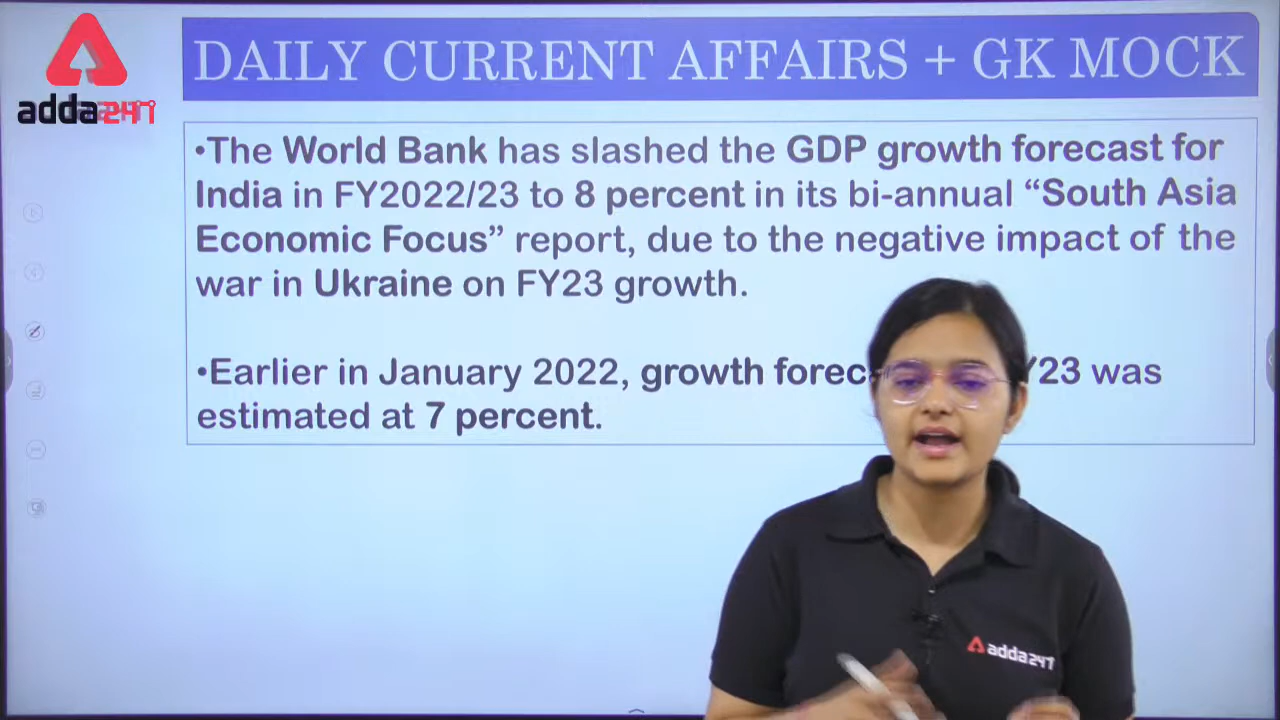 adda247
DAILY CURRENT AFFAIRS + GK MOCK
•The World Bank has slashed the GDP growth forecast for
India in FY2022/23 to 8 percent in its bi-annual “South Asia
Economic Focus” report, due to the negative impact of the
war in Ukraine on FY23 growth.
•Earlier in January 2022, growth Y23 was
estimated at 7 percent.
adda247